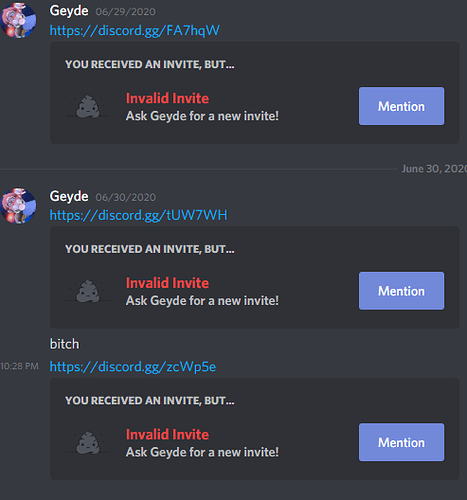 Geyde 06/29/2020
https://discord.gg/FA7hqW
YOU RECEIVED AN INVITE, BUT...
Invalid Invite
Ask Geyde for a new invite!
Mention
June 30, 2020
Geyde 06/30/2020
https://discord.gg/tUW7WH
YOU RECEIVED AN INVITE, BUT...
Invalid Invite
Ask Geyde for a new invite!
Mention
bitch
10:28 PM https://discord.gg/zcWp5e
YOU RECEIVED AN INVITE, BUT...
Invalid Invite
Ask Geyde for a new invite!
Mention